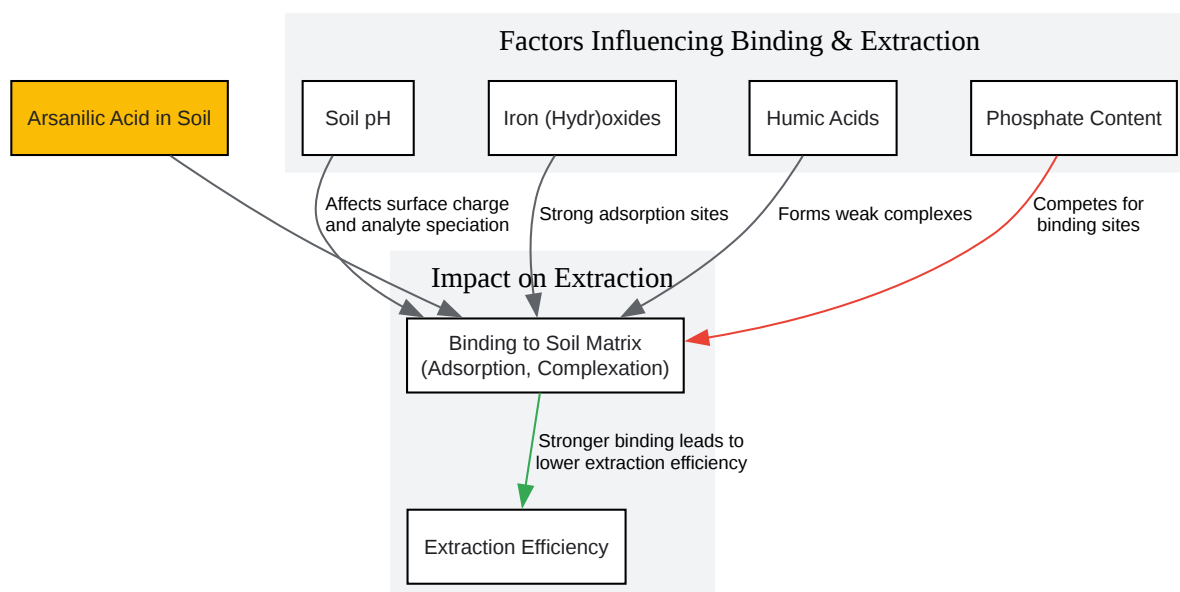 Factors Influencing Binding & Extraction
Arsanilic Acid in Soil
Soil pH
Iron (Hydr)oxides
Humic Acids
Phosphate Content
Affects surface charge
and analyte speciation
Strong adsorption sites
Forms weak complexes
Competes for
binding sites
Impact on Extraction
Binding to Soil Matrix
(Adsorption, Complexation)
Stronger binding leads to
lower extraction efficiency
Extraction Efficiency